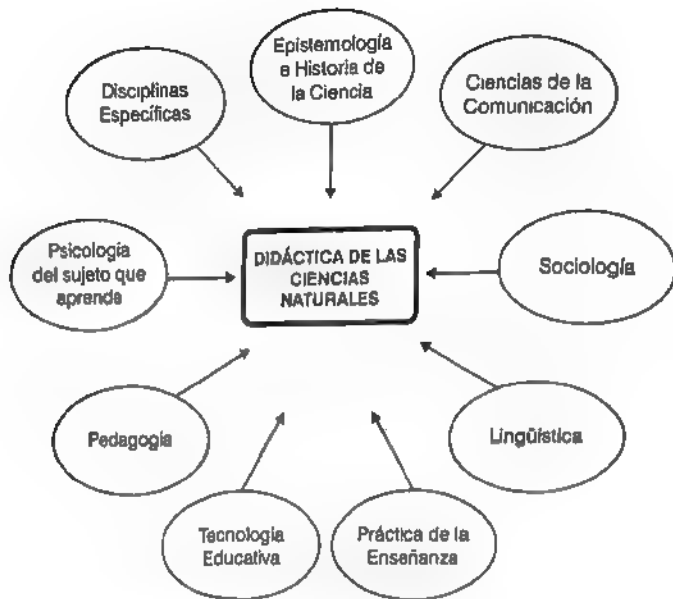 Epistemología
e Historia de
la Ciencia
Disciplinas
Específicas
Ciencias de la
Comunicación
Psicología
del sujeto que
aprende
DIDÁCTICA DE LAS
CIENCIAS
NATURALES
Sociología
Pedagogía
Lingüística
Tecnología
Educativa
Práctica de la
Enseñanza